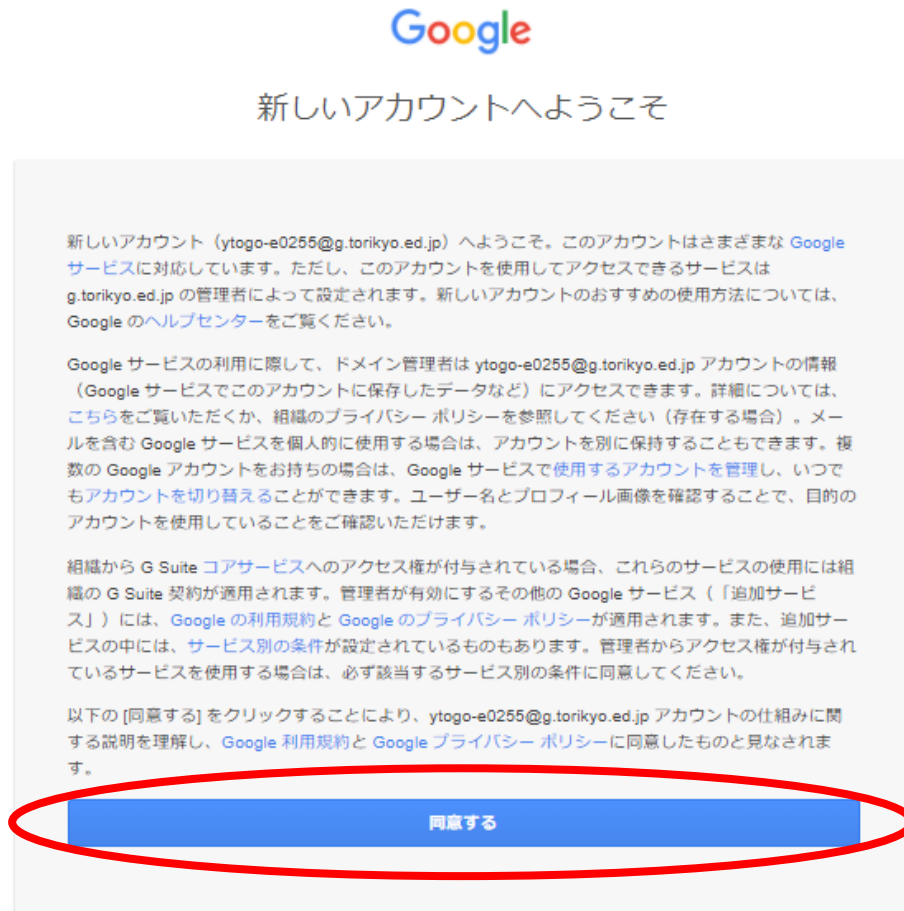 Google
新しいアカウントへようこそ
新しいアカウント（ytogo-e0255@g.torikyo.ed.jp）へようこそ。このアカウントはさまざまな Google
サービスに対応しています。ただし、このアカウントを使用してアクセスできるサービスは
g.torikyo.ed.jp の管理者によって設定されます。新しいアカウントのおすすめの使用方法については、
Google のヘルプセンターをご覧ください。
Google サービスの利用に際して、ドメイン管理者は ytogo-e0255@g.torikyo.ed.jp アカウントの情報
（Google サービスでこのアカウントに保存したデータなど）にアクセスできます。詳細については、
こちらをご覧いただくか、組織のプライバシー ポリシーを参照してください（存在する場合）。メー
ルを含む Google サービスを個人的に使用する場合は、アカウントを別に保持することもできます。複
数の Google アカウントをお持ちの場合は、Google サービスで使用するアカウントを管理し、いつで
もアカウントを切り替えることができます。ユーザー名とプロフィール画像を確認することで、目的の
アカウントを使用していることをご確認いただけます。
組織から G Suite コアサービスへのアクセス権が付与されている場合、これらのサービスの使用には組
織の G Suite 契約が適用されます。管理者が有効にするその他の Google サービス（「追加サービ
ス」）には、Google の利用規約と Google のプライバシー ポリシーが適用されます。また、追加サー
ビスの中には、サービス別の条件が設定されているものもあります。管理者からアクセス権が付与され
ているサービスを使用する場合は、必ず該当するサービス別の条件に同意してください。
以下の [同意する] をクリックすることにより、ytogo-e0255@g.torikyo.ed.jp アカウントの仕組みに関
する説明を理解し、Google 利用規約と Google プライバシー ポリシーに同意したものと見なされま
す。
同意する